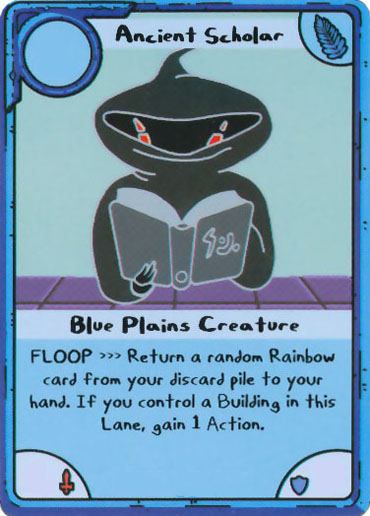 Ancient Scholar
Blue Plains Creature
FLOOP >>> Return a random Rainbow
card from your discard pile to your
hand. If you control a Building in this
Lane, gain 1 Action.